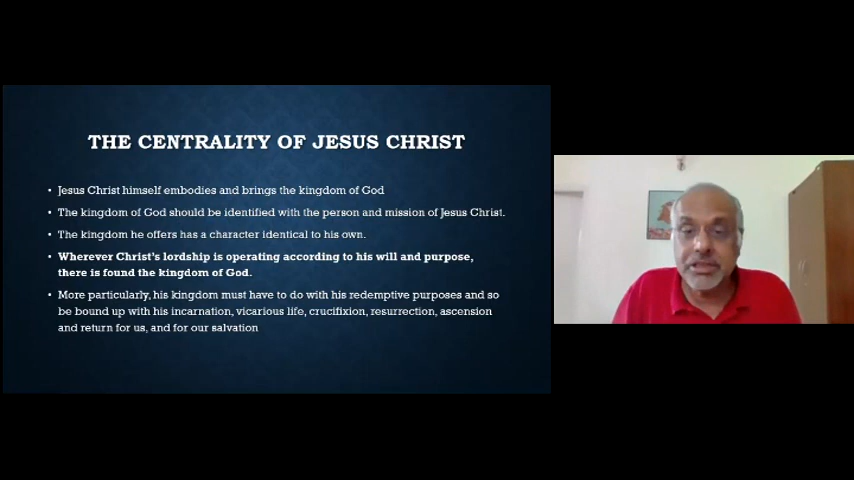 THE CENTRALITY OF JESUS CHRIST
• Jesus Christ himself embodies and brings the kingdom of God
• The kingdom of God should be identified with the person and mission of Jesus Christ.
• The kingdom he offers has a character identical to his own.
• Wherever Christ's lordship is operating according to his will and purpose,
there is found the kingdom of God.
• More particularly, his kingdom must have to do with his redemptive purposes and so
be bound up with his incarnation, vicarious life, crucifixion, resurrection, ascension
and return for us, and for our salvation